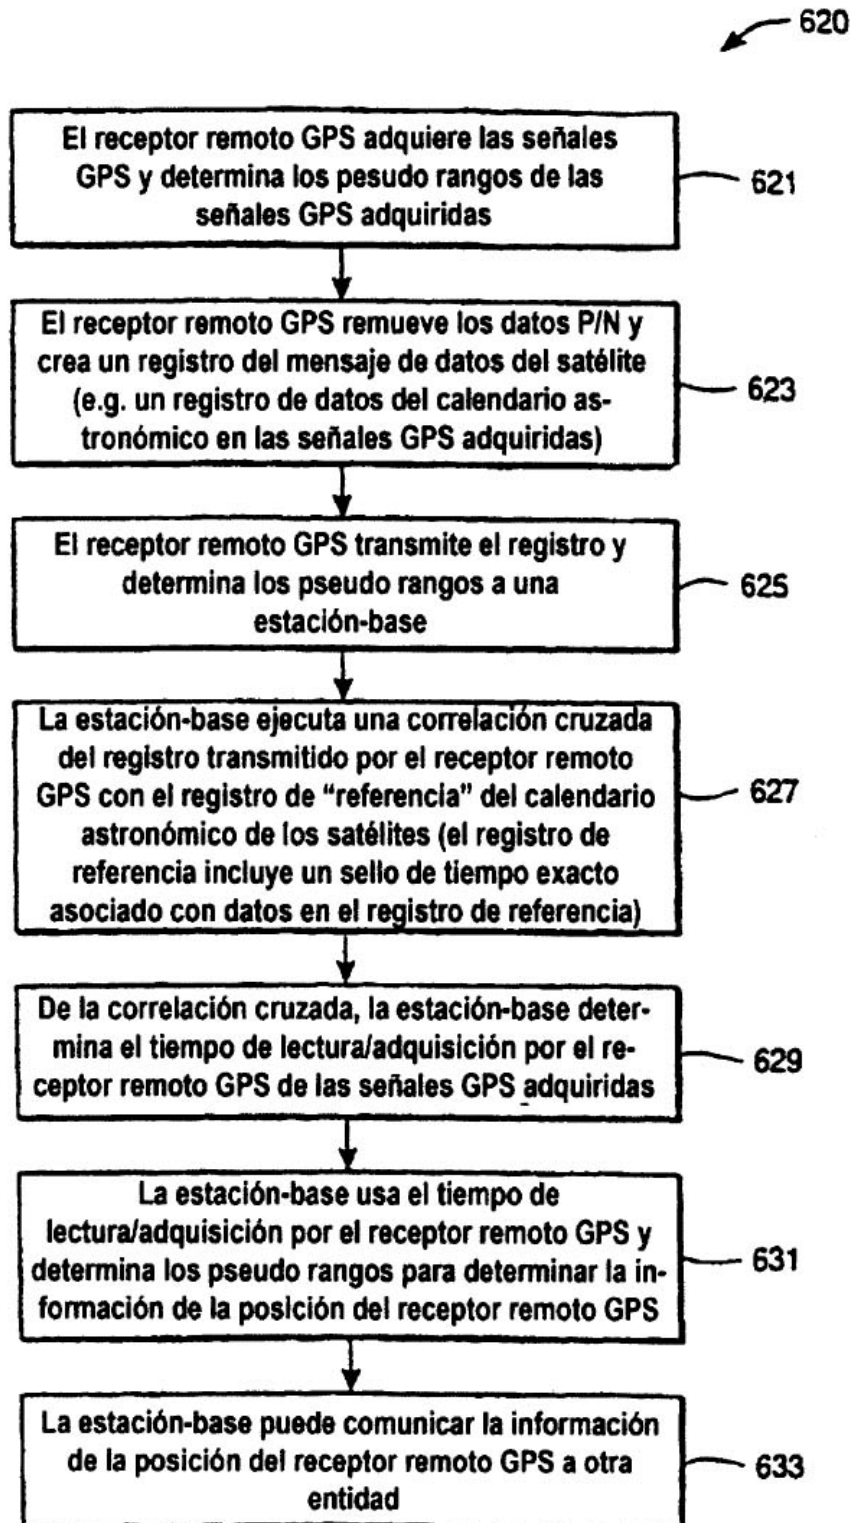 620
El receptor remoto GPS adquiere las señales
GPS y determina los pesudo rangos de las
señales GPS adquiridas
621
El receptor remoto GPS remueve los datos P/N y
crea un registro del mensaje de datos del satélite
(e.g. un registro de datos del calendario as-
tronómico en las señales GPS adquiridas)
623
El receptor remoto GPS transmite el registro y
determina los pseudo rangos a una
estación-base
625
La estación-base ejecuta una correlación cruzada
del registro transmitido por el receptor remoto
GPS con el registro de “referencia” del calendario
astronómico de los satélites (el registro de
referencia incluye un sello de tiempo exacto
asociado con datos en el registro de referencia)
627
De la correlación cruzada, la estación-base deter-
mina el tiempo de lectura/adquisición por el re-
ceptor remoto GPS de las señales GPS adquiridas
629
La estación-base usa el tiempo de
lectura/adquisición por el receptor remoto GPS y
determina los pseudo rangos para determinar la in-
formación de la posición del receptor remoto GPS
631
La estación-base puede comunicar la información
de la posición del receptor remoto GPS a otra
entidad
633